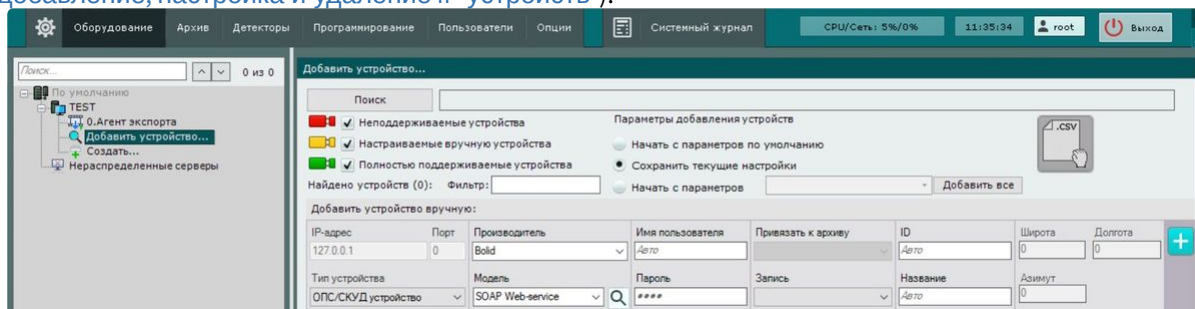 добавление, настройка и удаление IP-устройств").
Оборудование Архив Детекторы Программирование Пользователи Опции Системный журнал CPU/Сеть: 5%/0% 11:35:34 root Выход
Поиск... 0 из 0
По умолчанию
TEST
0.Агент экспорта
Добавить устройство...
Создать...
Нераспределенные серверы
Добавить устройство...
Поиск
Неподдерживаемые устройства
Настраиваемые вручную устройства
Полностью поддерживаемые устройства
Найдено устройств (0): Фильтр:
Параметры добавления устройств
Начать с параметров по умолчанию
Сохранить текущие настройки
Начать с параметров Добавить все
.CSV
Добавить устройство вручную:
IP-адрес Порт Производитель Имя пользователя Привязать к архиву ID Широта Долгота
127.0.0.1 0 Bolid Авто Авто 0 0
Тип устройства Модель Пароль Запись Название Азимут
ОПС/СКУД устройство SOAP Web-service **** Авто 0